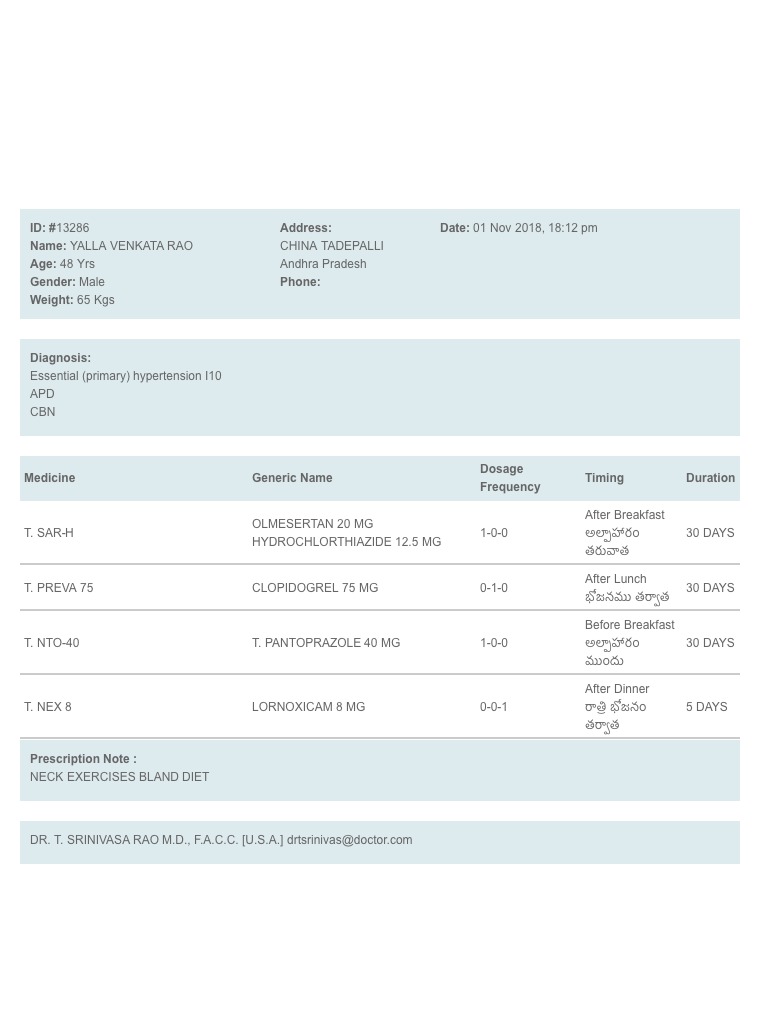 ID: #13286
Name: YALLA VENKATA RAO
Age: 48 Yrs
Gender: Male
Weight: 65 Kgs
Address:
CHINA TADEPALLI
Andhra Pradesh
Phone:
Date: 01 Nov 2018, 18:12 pm
Diagnosis:
Essential (primary) hypertension I10
APD
CBN
Medicine Generic Name Dosage Frequency Timing Duration
T. SAR-H
OLMESERTAN 20 MG
HYDROCHLORTHIAZIDE 12.5 MG
1-0-0
After Breakfast
అల్పాహారం
తరువాత
30 DAYS
T. PREVA 75
CLOPIDOGREL 75 MG
0-1-0
After Lunch
భోజనము తర్వాత
30 DAYS
T. NTO-40
T. PANTOPRAZOLE 40 MG
1-0-0
Before Breakfast
అల్పాహారం
ముందు
30 DAYS
T. NEX 8
LORNOXICAM 8 MG
0-0-1
After Dinner
రాత్రి భోజనం
తర్వాత
5 DAYS
Prescription Note :
NECK EXERCISES BLAND DIET
DR. T. SRINIVASA RAO M.D., F.A.C.C. [U.S.A.] drtsrinivas@doctor.com